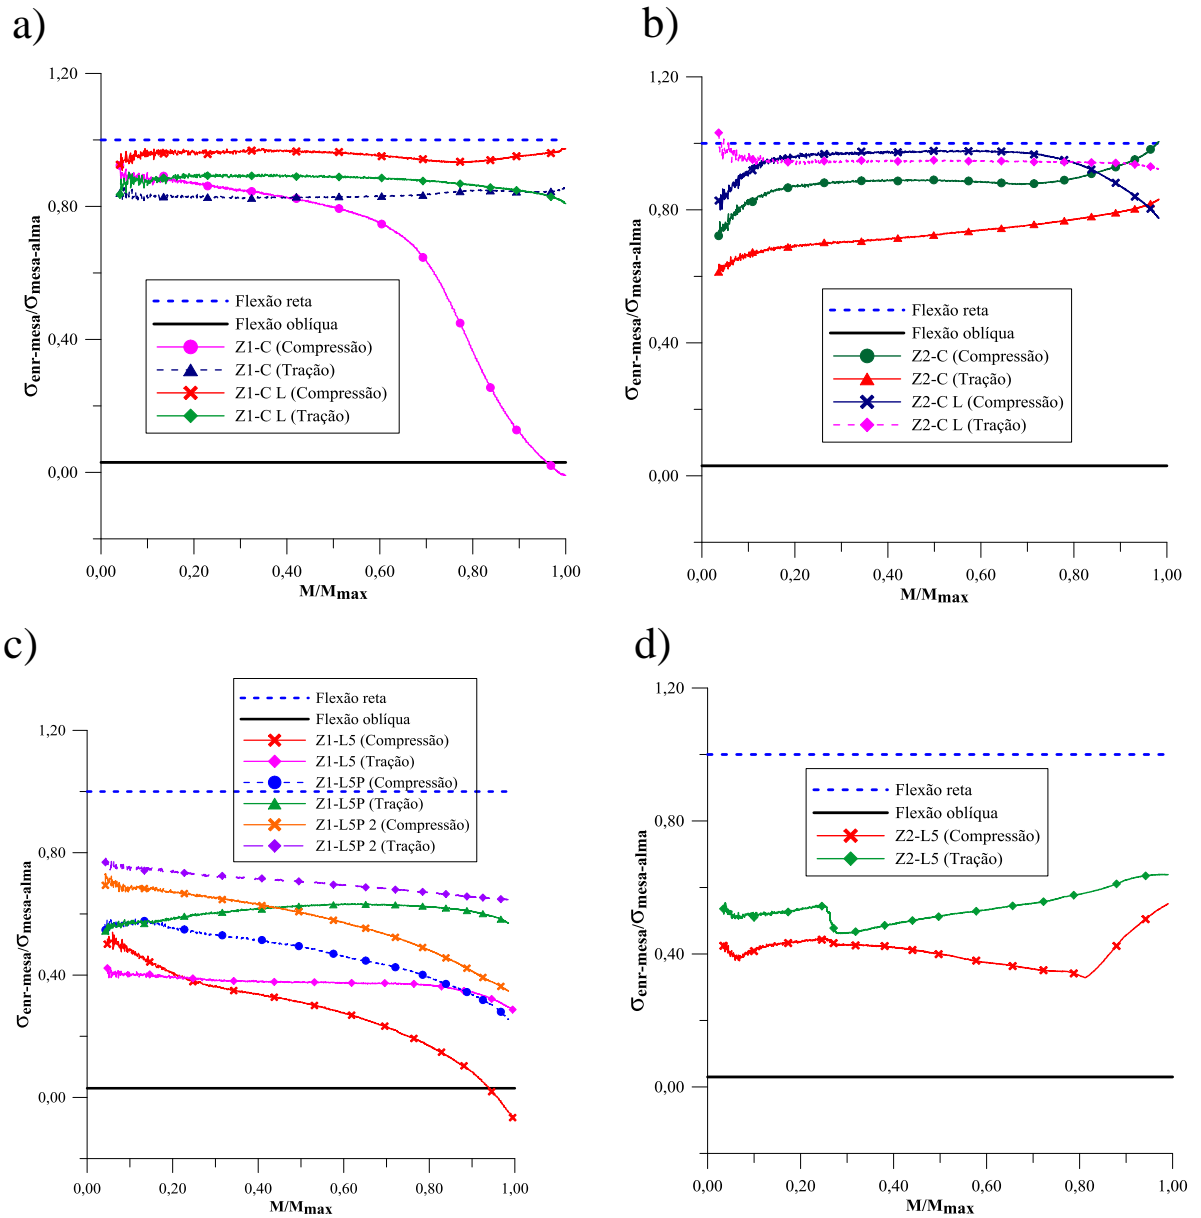 a)
1,20
0,80
0,40
0,00
σenr-mesa/σmesa-alma
Flexão reta
Flexão oblíqua
Z1-C (Compressão)
Z1-C (Tração)
Z1-C L (Compressão)
Z1-C L (Tração)
0,00 0,20 0,40 0,60 0,80 1,00
M/Mmax
b)
1,20
0,80
0,40
0,00
σenr-mesa/σmesa-alma
Flexão reta
Flexão oblíqua
Z2-C (Compressão)
Z2-C (Tração)
Z2-C L (Compressão)
Z2-C L (Tração)
0,00 0,20 0,40 0,60 0,80 1,00
M/Mmax
c)
Flexão reta
Flexão oblíqua
Z1-L5 (Compressão)
Z1-L5 (Tração)
Z1-L5P (Compressão)
Z1-L5P (Tração)
Z1-L5P 2 (Compressão)
Z1-L5P 2 (Tração)
1,20
0,80
0,40
0,00
σenr-mesa/σmesa-alma
0,00 0,20 0,40 0,60 0,80 1,00
M/Mmax
d)
1,20
0,80
0,40
0,00
σenr-mesa/σmesa-alma
Flexão reta
Flexão oblíqua
Z2-L5 (Compressão)
Z2-L5 (Tração)
0,00 0,20 0,40 0,60 0,80 1,00
M/Mmax